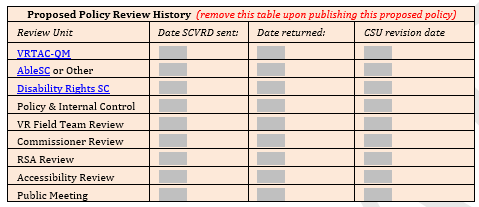 Proposed Policy Review History (remove this table upon publishing this proposed policy)
Review Unit Date SCVRD sent: Date returned: CSU revision date
VRTAC-QM
AbleSC or Other
Disability Rights SC
Policy & Internal Control
VR Field Team Review
Commissioner Review
RSA Review
Accessibility Review
Public Meeting